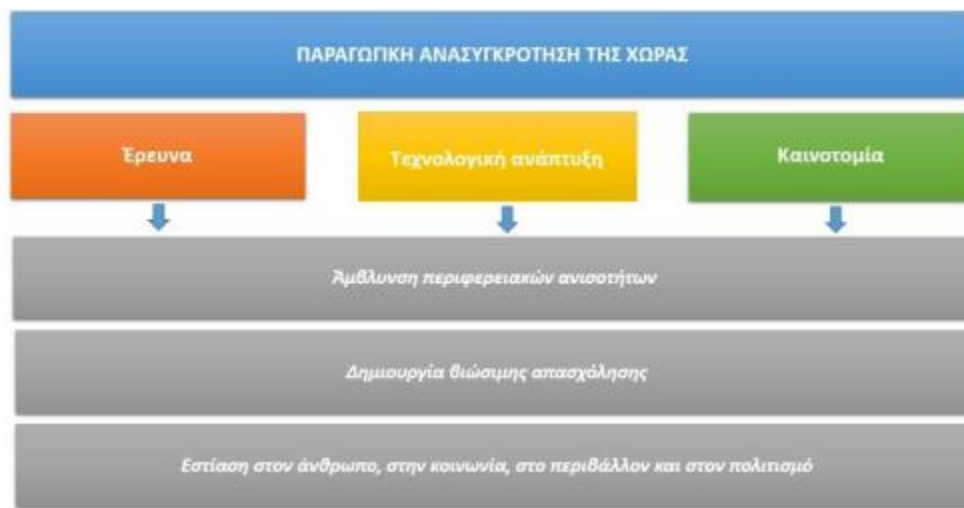 ΠΑΡΑΓΩΓΙΚΗ ΑΝΑΣΥΓΚΡΟΤΗΣΗ ΤΗΣ ΧΩΡΑΣ
Έρευνα
Τεχνολογική ανάπτυξη
Καινοτομία
Άμβλυνση περιφερειακών ανισοτήτων
Δημιουργία βιώσιμης απασχόλησης
Εστίαση στον άνθρωπο, στην κοινωνία, στο περιβάλλον και στον πολιτισμό